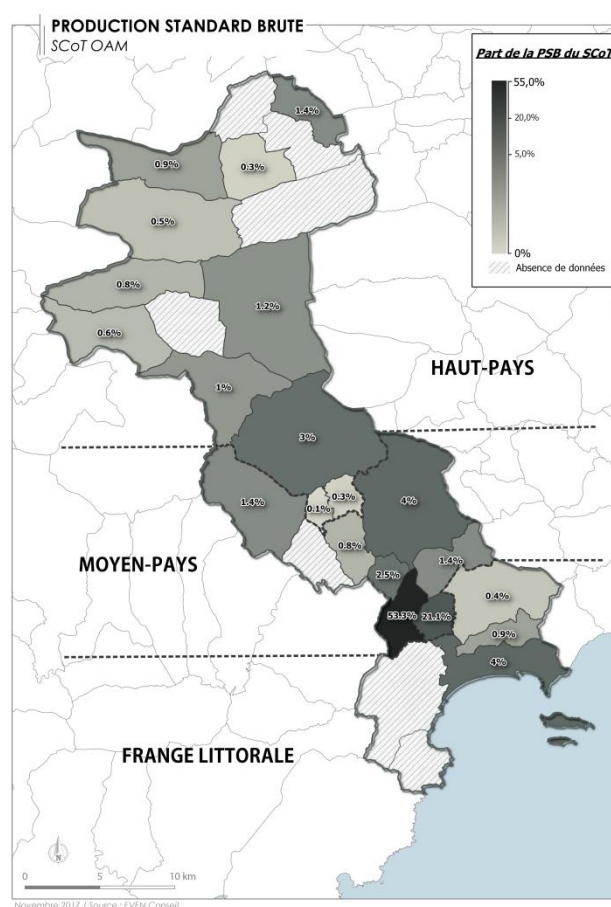 PRODUCTION STANDARD BRUTE
SCoT OAM
Part de la PSB du SCoT
55,0%
20,0%
5,0%
0%
Absence de données
1.4%
0.9%
0.3%
0.5%
0.8%
1.2%
0.6%
1%
HAUT-PAYS
3%
1.4%
0.3%
0.1%
4%
0.8%
1.4%
MOYEN-PAYS
2.5%
0.4%
53.3%
21.1%
0.9%
4%
FRANGE LITTORALE
N
0 5 10 km
Novembre 2017 / Source : EVEN Conseil